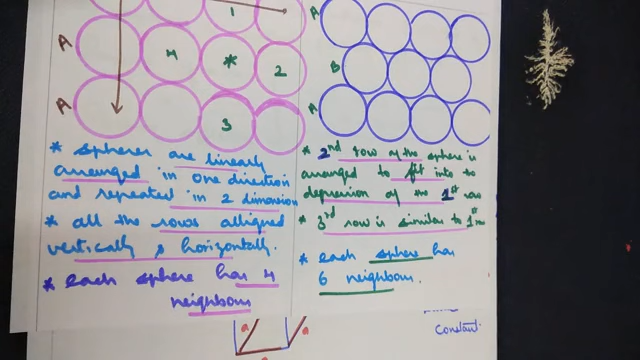 1
A
4
*
2
A
3
* spheres are linearly
arranged in one direction
and repeated in 2 dimension
* all the rows alligned
vertically & horizontally.
* each sphere has 4
neighbours
A
B
A
* 2nd row of the sphere is
arranged to fit into the
depression of the 1st row
* 3rd row is similar to 1st
* each sphere has
6 neighbours.
a
a
Constant